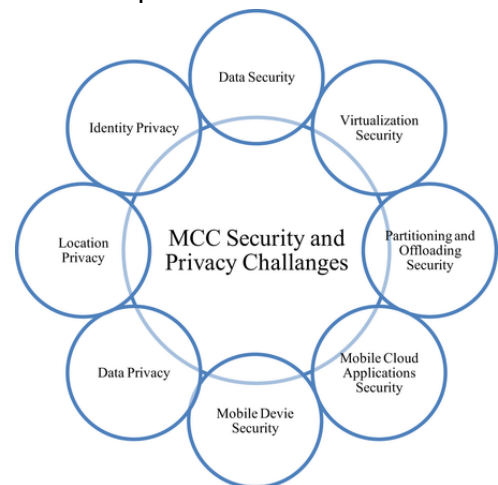 Data Security
Identity Privacy
Virtualization
Security
Location
Privacy
MCC Security and
Privacy Challanges
Partitioning and
Offloading
Security
Data Privacy
Mobile Cloud
Applications
Security
Mobile Devie
Security